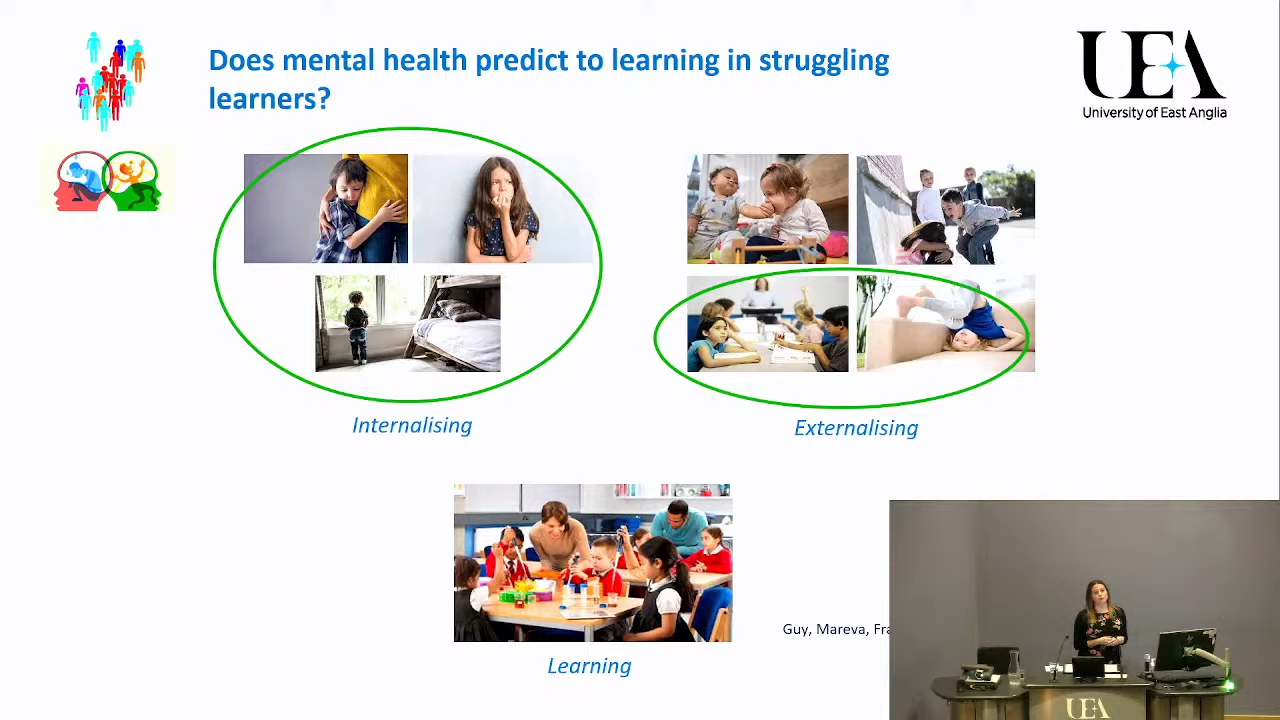 Does mental health predict to learning in struggling
learners?
UEA
University of East Anglia
Internalising
Externalising
Guy, Mareva,
Learning
UEA